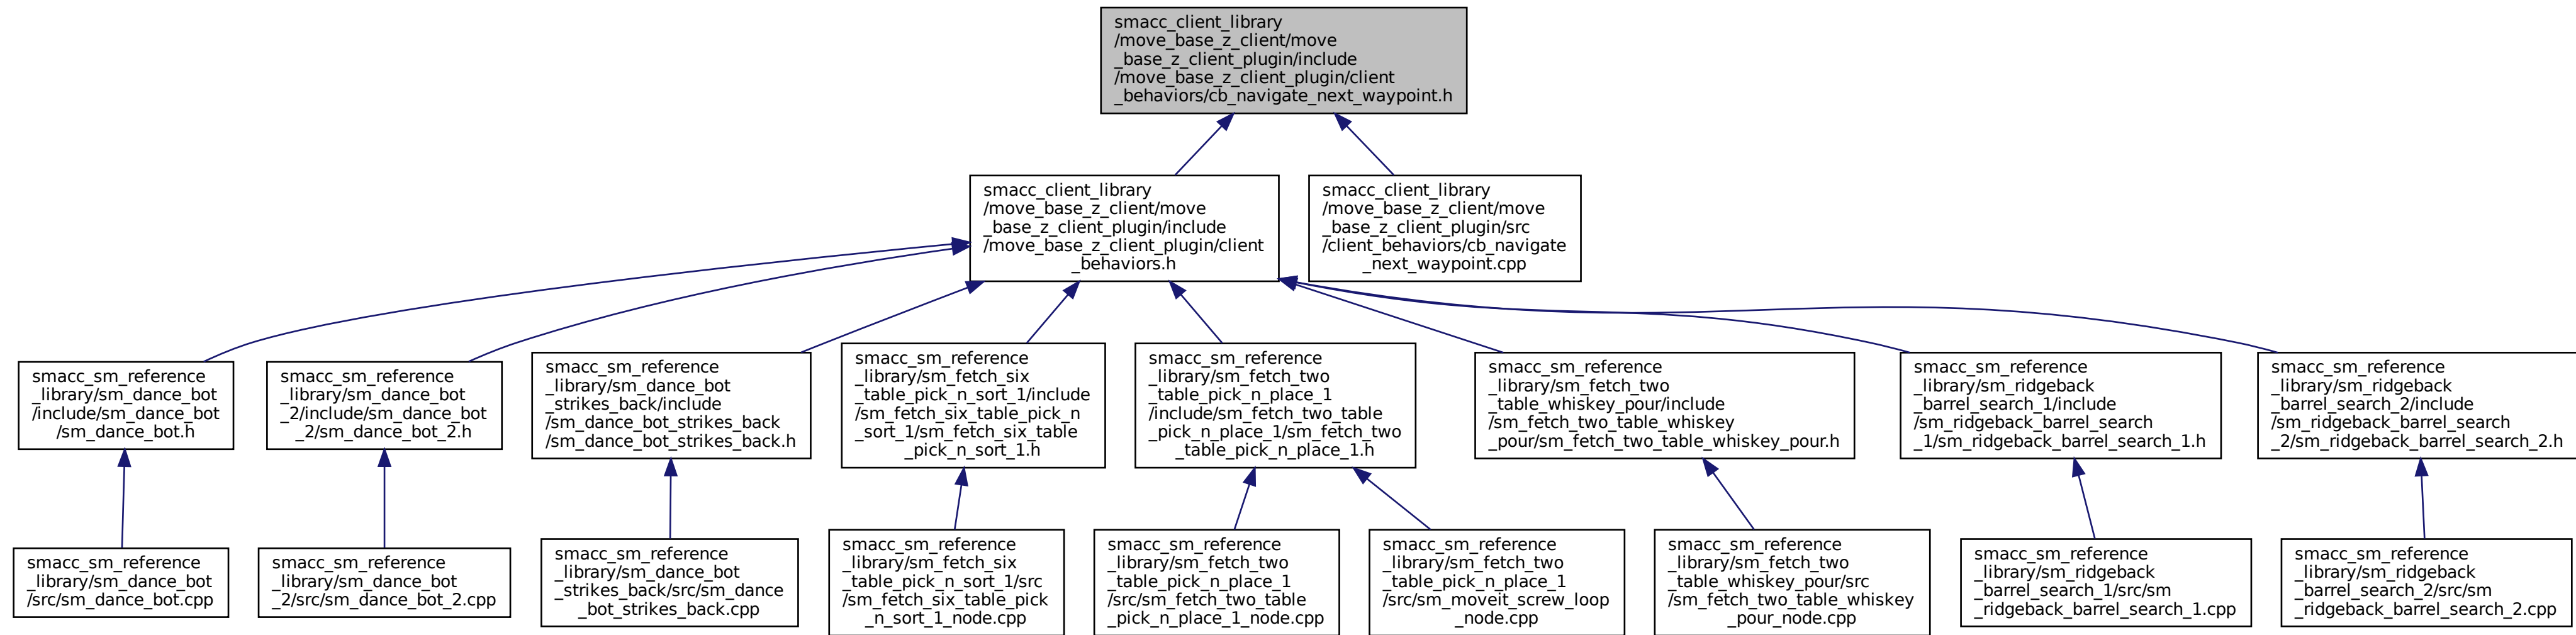 smacc_client_library
/move_base_z_client/move
_base_z_client_plugin/include
/move_base_z_client_plugin/client
_behaviors/cb_navigate_next_waypoint.h
smacc_client_library
/move_base_z_client/move
_base_z_client_plugin/include
/move_base_z_client_plugin/client
_behaviors.h
smacc_client_library
/move_base_z_client/move
_base_z_client_plugin/src
/client_behaviors/cb_navigate
_next_waypoint.cpp
smacc_sm_reference
_library/sm_dance_bot
/include/sm_dance_bot
/sm_dance_bot.h
smacc_sm_reference
_library/sm_dance_bot
_2/include/sm_dance_bot
_2/sm_dance_bot_2.h
smacc_sm_reference
_library/sm_dance_bot
_strikes_back/include
/sm_dance_bot_strikes_back
/sm_dance_bot_strikes_back.h
smacc_sm_reference
_library/sm_fetch_six
_table_pick_n_sort_1/include
/sm_fetch_six_table_pick_n
_sort_1/sm_fetch_six_table
_pick_n_sort_1.h
smacc_sm_reference
_library/sm_fetch_two
_table_pick_n_place_1
/include/sm_fetch_two_table
_pick_n_place_1/sm_fetch_two
_table_pick_n_place_1.h
smacc_sm_reference
_library/sm_fetch_two
_table_whiskey_pour/include
/sm_fetch_two_table_whiskey
_pour/sm_fetch_two_table_whiskey_pour.h
smacc_sm_reference
_library/sm_ridgeback
_barrel_search_1/include
/sm_ridgeback_barrel_search
_1/sm_ridgeback_barrel_search_1.h
smacc_sm_reference
_library/sm_ridgeback
_barrel_search_2/include
/sm_ridgeback_barrel_search
_2/sm_ridgeback_barrel_search_2.h
smacc_sm_reference
_library/sm_dance_bot
/src/sm_dance_bot.cpp
smacc_sm_reference
_library/sm_dance_bot
_2/src/sm_dance_bot_2.cpp
smacc_sm_reference
_library/sm_dance_bot
_strikes_back/src/sm_dance
_bot_strikes_back.cpp
smacc_sm_reference
_library/sm_fetch_six
_table_pick_n_sort_1/src
/sm_fetch_six_table_pick
_n_sort_1_node.cpp
smacc_sm_reference
_library/sm_fetch_two
_table_pick_n_place_1
/src/sm_fetch_two_table
_pick_n_place_1_node.cpp
smacc_sm_reference
_library/sm_fetch_two
_table_pick_n_place_1
/src/sm_moveit_screw_loop
_node.cpp
smacc_sm_reference
_library/sm_fetch_two
_table_whiskey_pour/src
/sm_fetch_two_table_whiskey
_pour_node.cpp
smacc_sm_reference
_library/sm_ridgeback
_barrel_search_1/src/sm
_ridgeback_barrel_search_1.cpp
smacc_sm_reference
_library/sm_ridgeback
_barrel_search_2/src/sm
_ridgeback_barrel_search_2.cpp